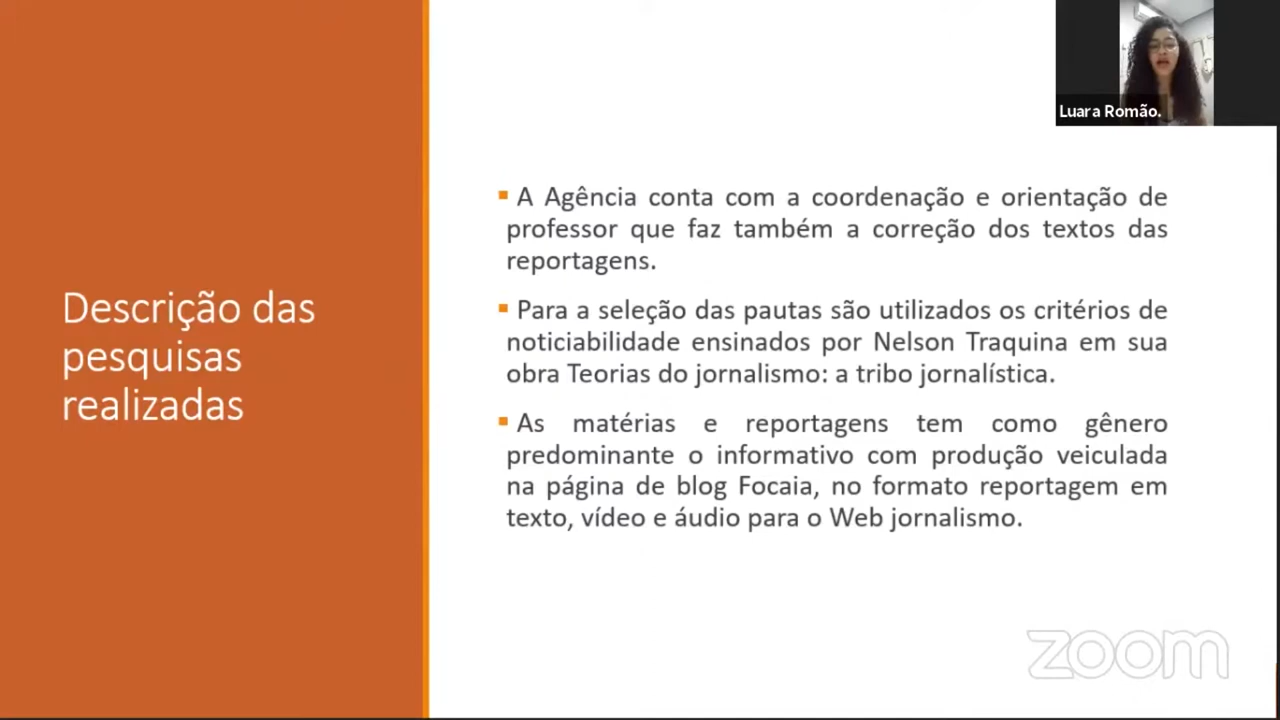 Luara Romão.
Descrição das
pesquisas
realizadas
▪ A Agência conta com a coordenação e orientação de
professor que faz também a correção dos textos das
reportagens.
▪ Para a seleção das pautas são utilizados os critérios de
noticiabilidade ensinados por Nelson Traquina em sua
obra Teorias do jornalismo: a tribo jornalística.
▪ As matérias e reportagens tem como gênero
predominante o informativo com produção veiculada
na página de blog Focaia, no formato reportagem em
texto, vídeo e áudio para o Web jornalismo.
zoom